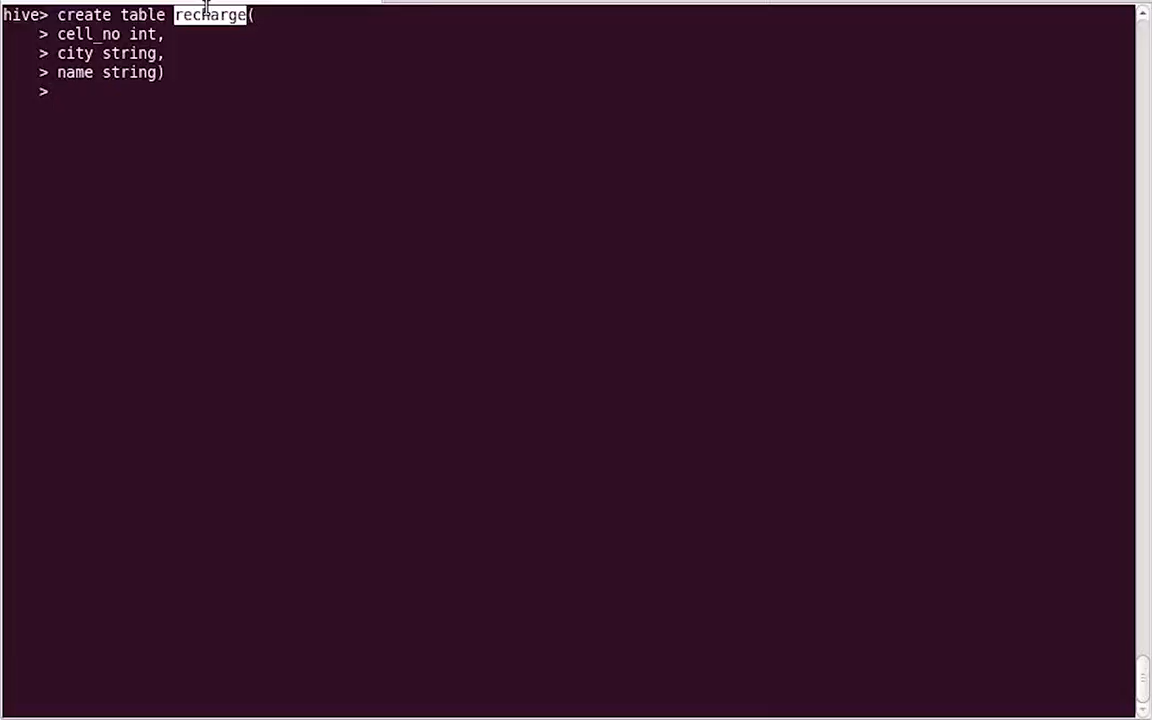 hive> create table recharge(
    > cell_no int,
    > city string,
    > name string)
    >